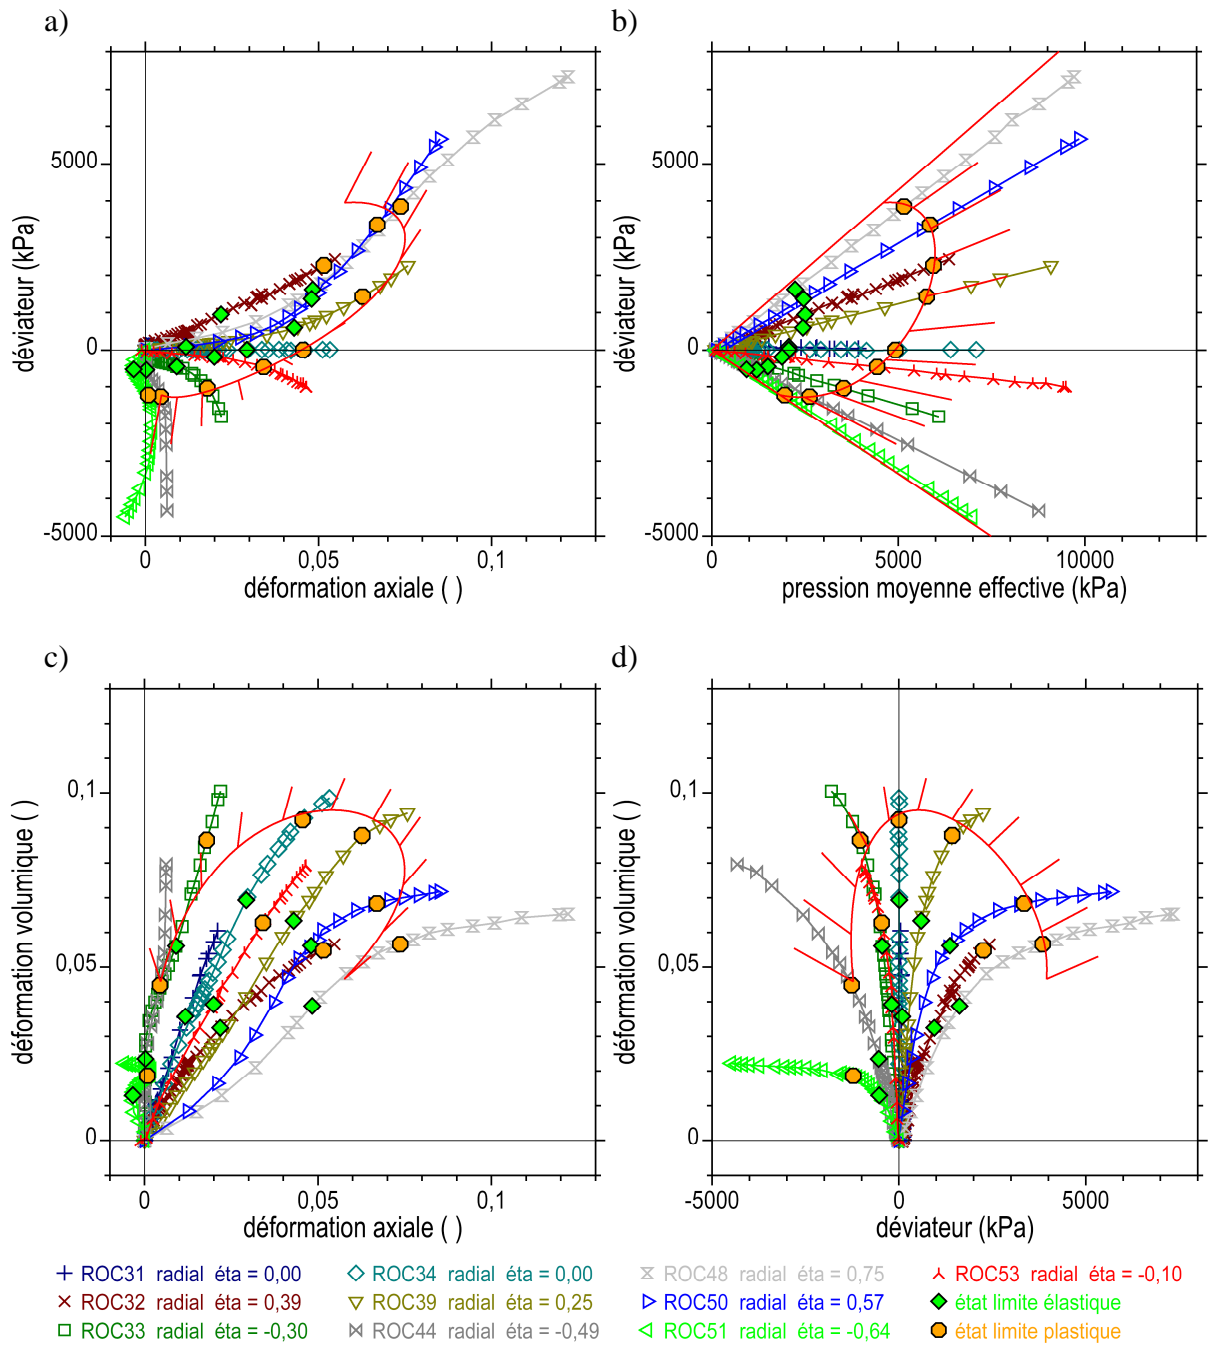 a)
b)
5000
0
-5000
déviateur (kPa)
0
0,05
0,1
déformation axiale ( )
5000
0
-5000
déviateur (kPa)
0
5000
10000
pression moyenne effective (kPa)
c)
d)
0,1
0,05
0
déformation volumique ( )
0
0,05
0,1
déformation axiale ( )
0,1
0,05
0
déformation volumique ( )
-5000
0
5000
déviateur (kPa)
ROC31 radial éta = 0,00
ROC34 radial éta = 0,00
ROC48 radial éta = 0,75
ROC53 radial éta = -0,10
ROC32 radial éta = 0,39
ROC39 radial éta = 0,25
ROC50 radial éta = 0,57
état limite élastique
ROC33 radial éta = -0,30
ROC44 radial éta = -0,49
ROC51 radial éta = -0,64
état limite plastique